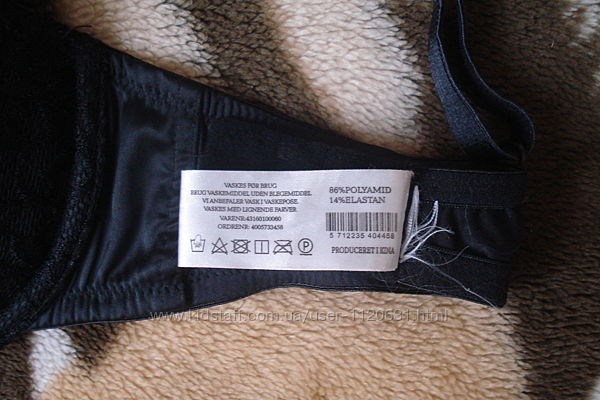 VASKES FØR BRUG
BRUG VASKEMIDDEL UDEN BLEGEMIDDEL
VI ANBEFALER VASK I VASKEPOSE.
VASKES MED LIGNENDE FARVER
VARENR:43160100060
ORDRENR: 4005733458
86%POLYAMID
14%ELASTAN
5 712235 404458
PRODUCERET I KINA
www.kidstaff.com.ua/user-1120631.html